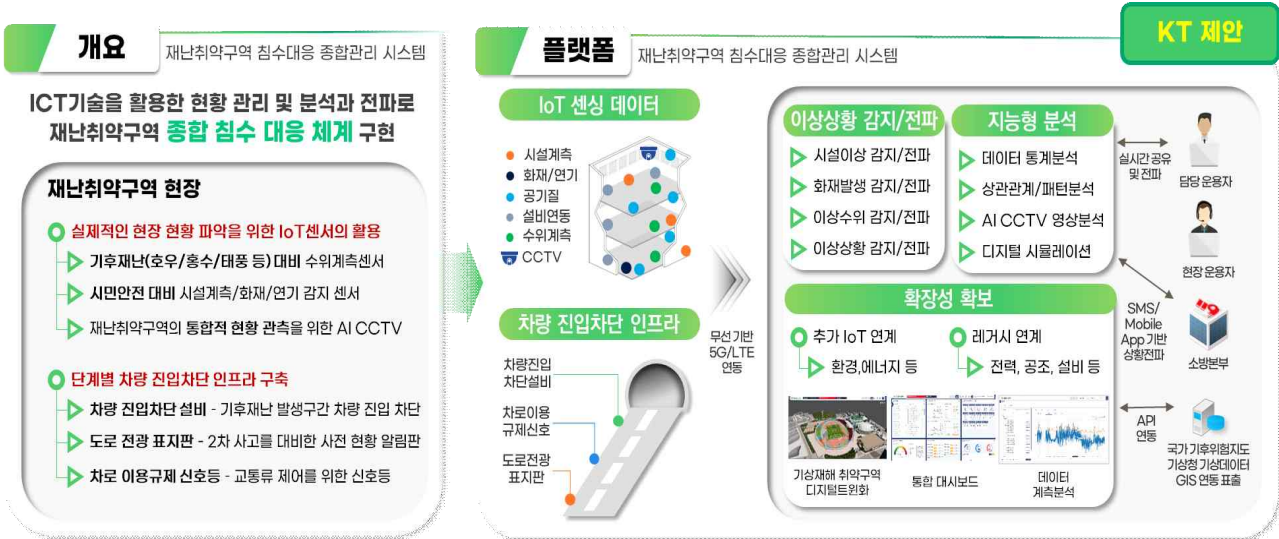 개요
재난취약구역 침수대응 종합관리 시스템
ICT기술을 활용한 현황 관리 및 분석과 전파로
재난취약구역 종합 침수 대응 체계 구현
재난취약구역 현장
실제적인 현장 현황 파악을 위한 IoT센서의 활용
기후재난(호우/홍수/태풍 등) 대비 수위계측센서
시민안전 대비 시설계측/화재/연기 감지 센서
재난취약구역의 통합적 현황 관측을 위한 AI CCTV
단계별 차량 진입차단 인프라 구축
차량 진입차단 설비 - 기후재난 발생구간 차량 진입 차단
도로 전광 표지판 - 2차 사고를 대비한 사전 현황 알림판
차로 이용규제 신호등 - 교통류 제어를 위한 신호등
플랫폼
재난취약구역 침수대응 종합관리 시스템
KT 제안
IoT 센싱 데이터
시설계측
화재/연기
공기질
설비연동
수위계측
CCTV
차량 진입차단 인프라
차량진입
차단설비
차로이용
규제신호
도로전광
표지판
무선 기반
5G/LTE
연동
이상상황 감지/전파
시설이상 감지/전파
화재발생 감지/전파
이상수위 감지/전파
이상상황 감지/전파
지능형 분석
데이터 통계분석
상관관계/패턴분석
AI CCTV 영상분석
디지털 시뮬레이션
확장성 확보
추가 IoT 연계
환경,에너지 등
레거시 연계
전력, 공조, 설비 등
기상재해 취약구역
디지털트윈화
통합 대시보드
데이터
계측분석
실시간 공유
및 전파
담당 운용자
현장 운용자
SMS/
Mobile
App 기반
상황전파
119
소방본부
API
연동
국가 기후위험지도
기상청 기상데이터
GIS 연동 표출